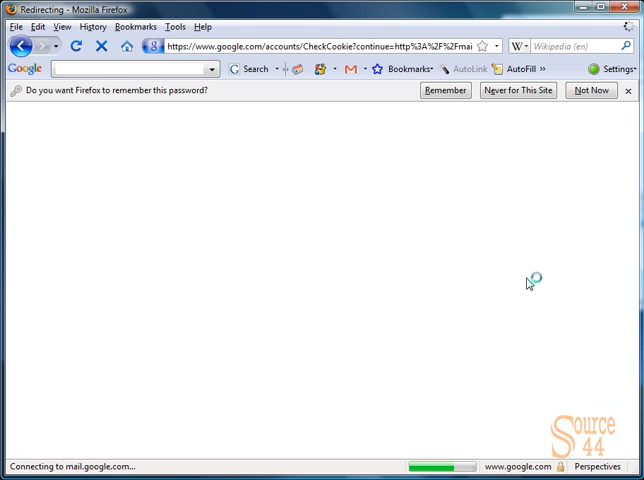 Redirecting - Mozilla Firefox
File Edit View History Bookmarks Tools Help
https://www.google.com/accounts/CheckCookie?continue=http%3A%2F%2Fmai
W Wikipedia (en)
Google Search Bookmarks AutoLink AutoFill Settings
Do you want Firefox to remember this password? Remember Never for This Site Not Now
Source
44
Connecting to mail.google.com... www.google.com Perspectives